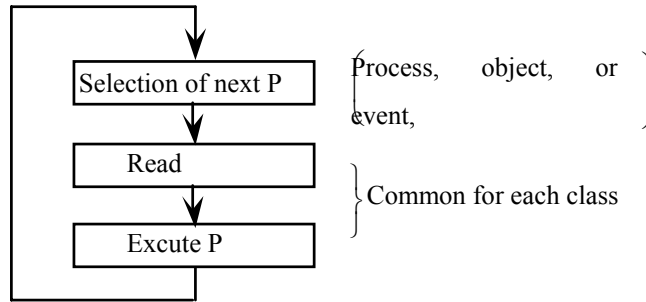 Selection of next P
Process, object, or
event,
Read
Common for each class
Excute P